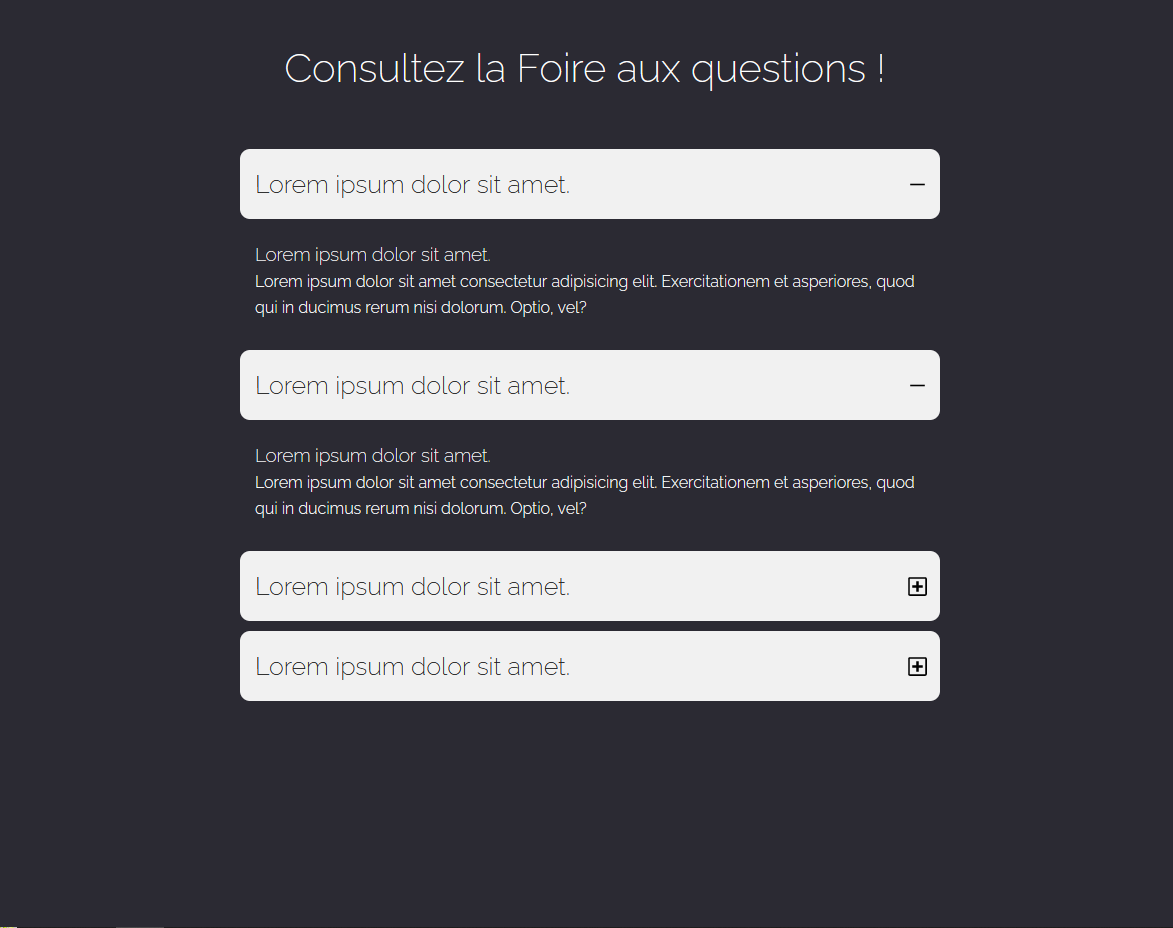 Consultez la Foire aux questions !
Lorem ipsum dolor sit amet.
Lorem ipsum dolor sit amet.
Lorem ipsum dolor sit amet consectetur adipisicing elit. Exercitationem et asperiores, quod
qui in ducimus rerum nisi dolorum. Optio, vel?
Lorem ipsum dolor sit amet.
Lorem ipsum dolor sit amet.
Lorem ipsum dolor sit amet consectetur adipisicing elit. Exercitationem et asperiores, quod
qui in ducimus rerum nisi dolorum. Optio, vel?
Lorem ipsum dolor sit amet.
Lorem ipsum dolor sit amet.